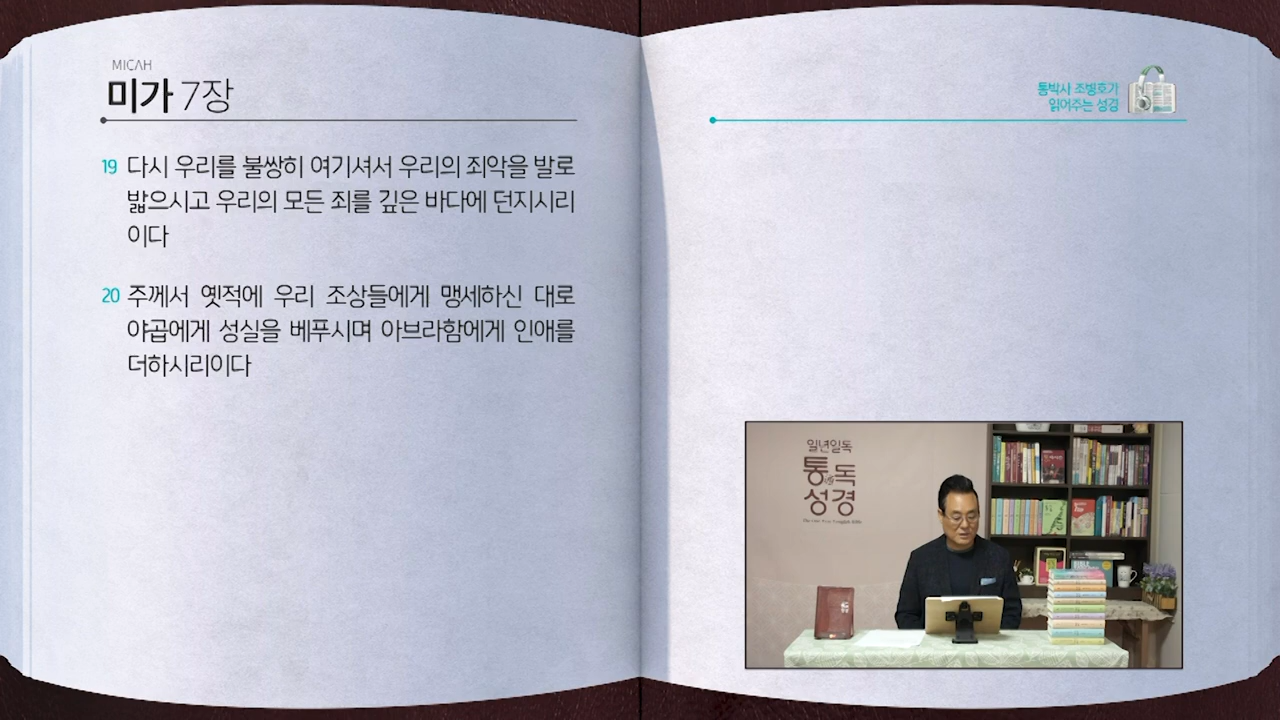 MICAH
미가 7장
19 다시 우리를 불쌍히 여기셔서 우리의 죄악을 발로
밟으시고 우리의 모든 죄를 깊은 바다에 던지시리
이다
20 주께서 옛적에 우리 조상들에게 맹세하신 대로
야곱에게 성실을 베푸시며 아브라함에게 인애를
더하시리이다
통박사 조병호가
읽어주는 성경
일년일독
통독
성경